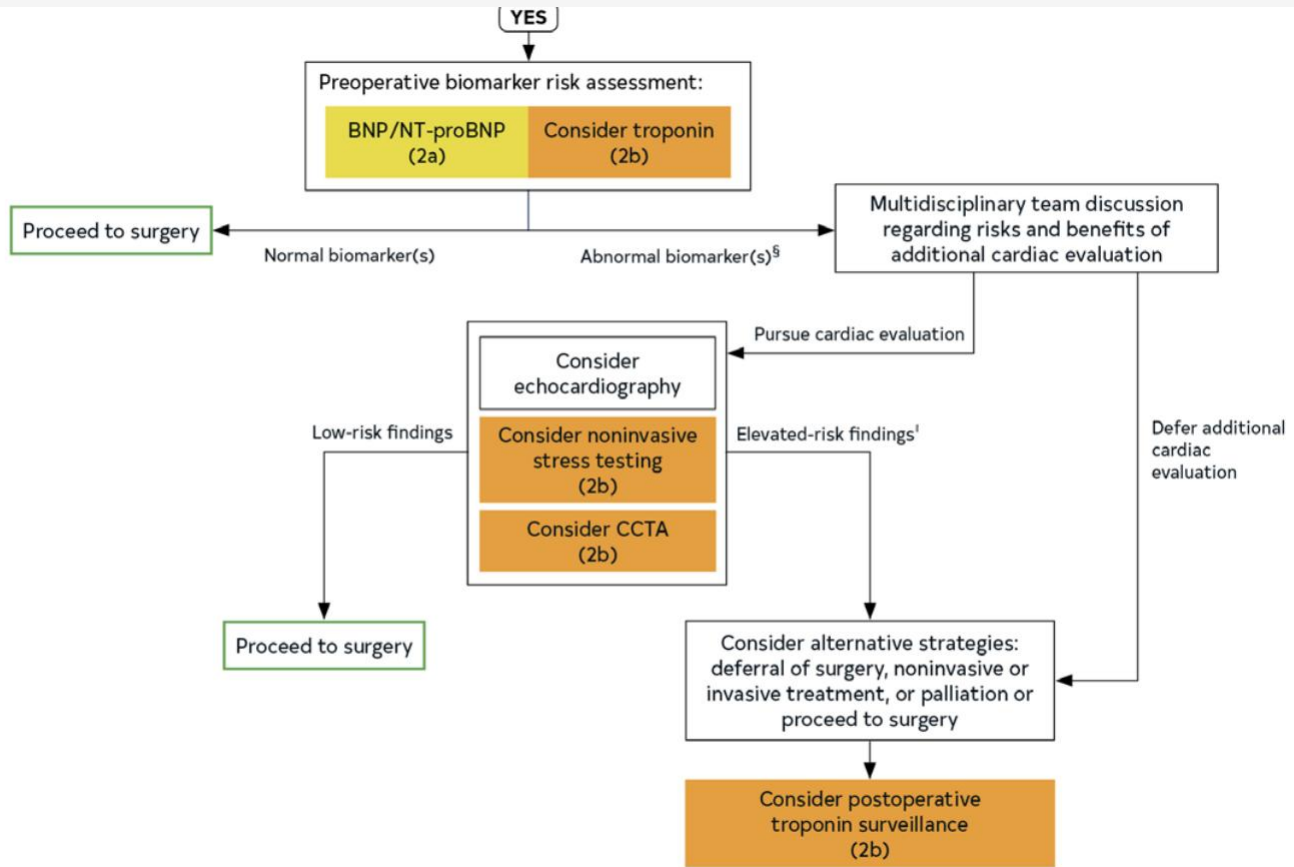 YES
Preoperative biomarker risk assessment:
BNP/NT-proBNP
(2a)
Consider troponin
(2b)
Proceed to surgery
Normal biomarker(s)
Abnormal biomarker(s)§
Multidisciplinary team discussion
regarding risks and benefits of
additional cardiac evaluation
Pursue cardiac evaluation
Consider
echocardiography
Consider noninvasive
stress testing
(2b)
Consider CCTA
(2b)
Low-risk findings
Elevated-risk findings
Defer additional
cardiac
evaluation
Proceed to surgery
Consider alternative strategies:
deferral of surgery, noninvasive or
invasive treatment, or palliation or
proceed to surgery
Consider postoperative
troponin surveillance
(2b)